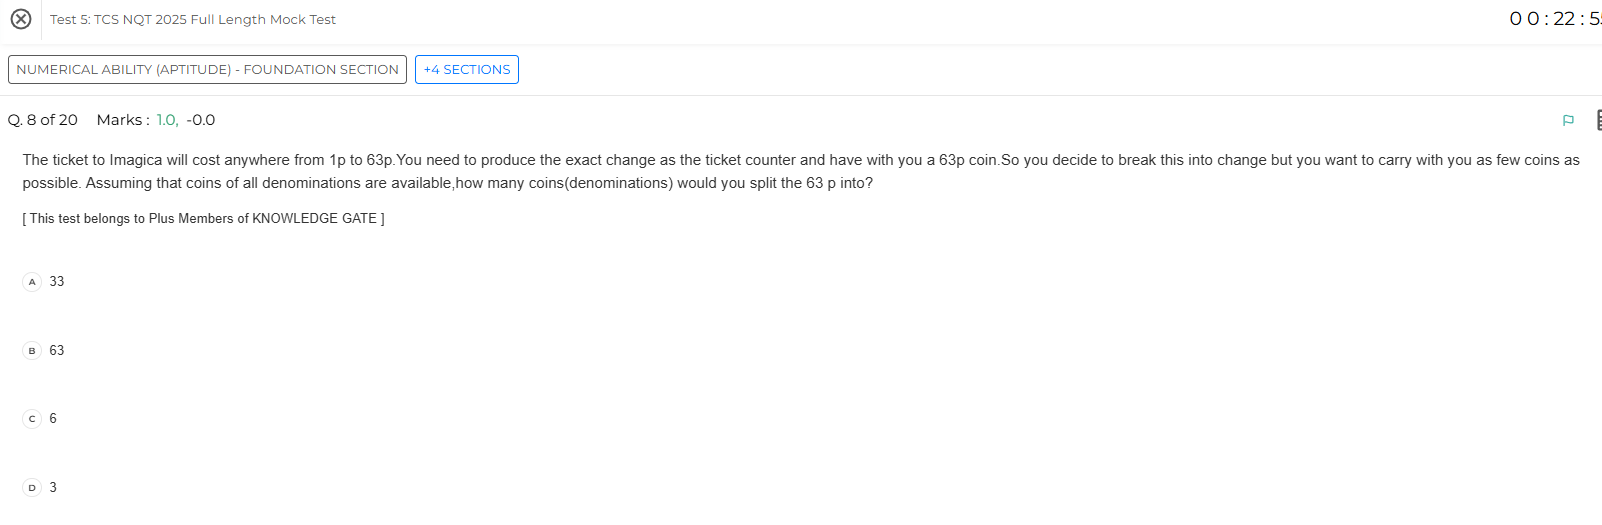 Test 5: TCS NQT 2025 Full Length Mock Test
00:22:5
NUMERICAL ABILITY (APTITUDE) - FOUNDATION SECTION
+4 SECTIONS
Q. 8 of 20 Marks : 1.0, -0.0
The ticket to Imagica will cost anywhere from 1p to 63p.You need to produce the exact change as the ticket counter and have with you a 63p coin.So you decide to break this into change but you want to carry with you as few coins as
possible. Assuming that coins of all denominations are available,how many coins(denominations) would you split the 63 p into?
[ This test belongs to Plus Members of KNOWLEDGE GATE ]
A 33
B 63
C 6
D 3